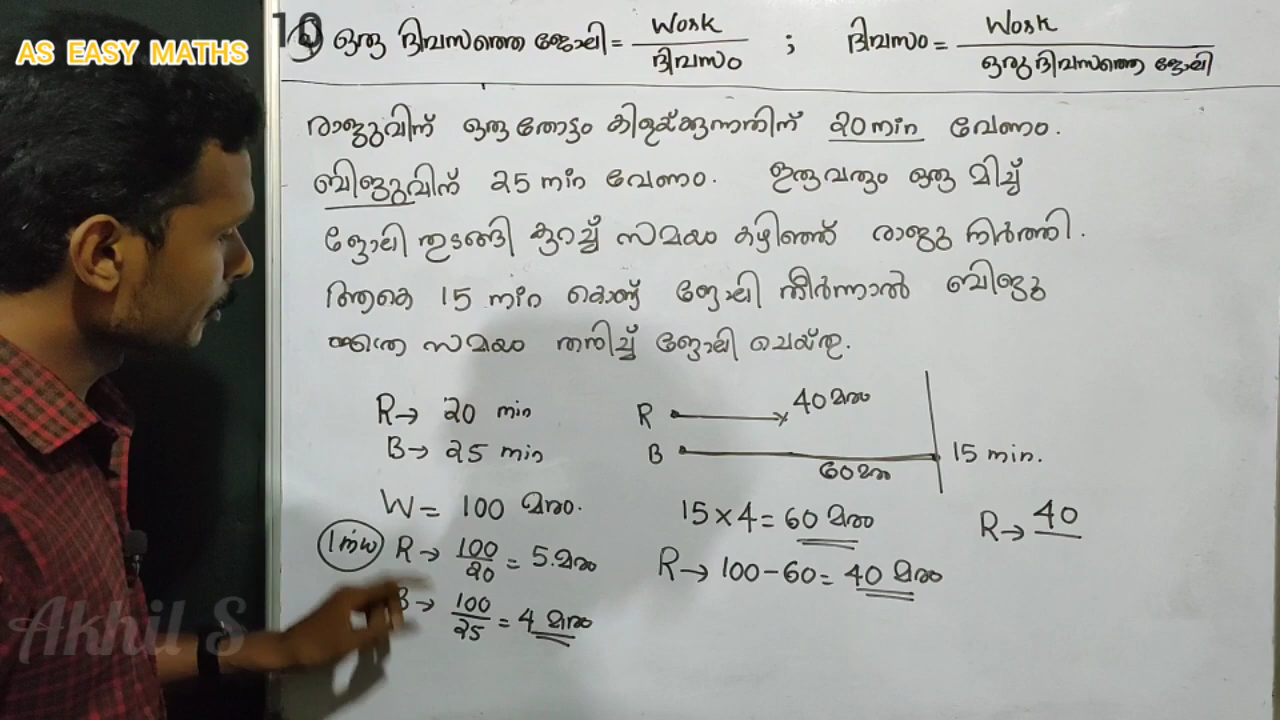 AS EASY MATHS
10
ഒരു ദിവസത്തെ ജോലി = Work / ദിവസം ; ദിവസം = Work / ഒരു ദിവസത്തെ ജോലി
രാജുവിന് ഒരു തോട്ടം കിളയ്ക്കുന്നതിന് 20 min വേണം.
ബിജുവിന് 25 min വേണം. ഇരുവരും ഒരുമിച്ച്
ജോലി തുടങ്ങി കുറച്ച് സമയം കഴിഞ്ഞ് രാജു നിർത്തി.
ആകെ 15 min കൊണ്ട് ജോലി തീർന്നാൽ ബിജു
എത്ര സമയം തനിച്ച് ജോലി ചെയ്തു.
R→ 20 min
B→ 25 min
R 40 മരം
B 60 മരം 15 min.
W = 100 മരം.
15 × 4 = 60 മരം
R→ 40
1 min R→ 100/20 = 5 മരം
R→ 100 - 60 = 40 മരം
B→ 100/25 = 4 മരം
Akhil S